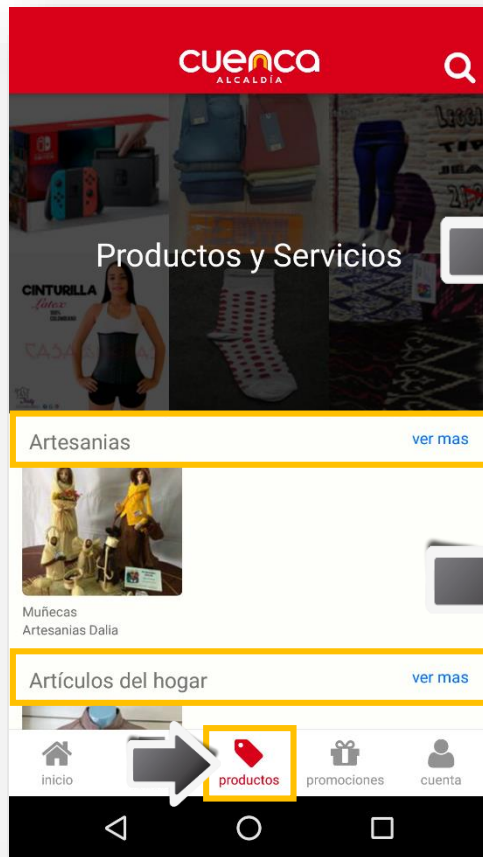 cuenca
ALCALDÍA
Productos y Servicios
CINTURILLA
Latex
Artesanias
ver mas
Muñecas
Artesanias Dalia
Artículos del hogar
ver mas
inicio
productos
promociones
cuenta